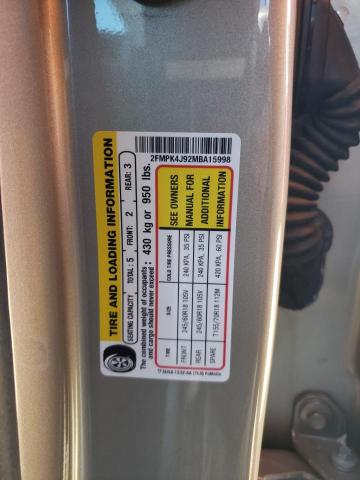 2FMPK4J92MBA15998
TIRE AND LOADING INFORMATION
SEATING CAPACITY TOTAL: 5 FRONT: 2 REAR: 3
The combined weight of occupants and cargo should never exceed: 430 kg or 950 lbs.
TIRE SIZE COLD TIRE PRESSURE
FRONT 245/60R18 105V 240 KPA, 35 PSI
REAR 245/60R18 105V 240 KPA, 35 PSI
SPARE T155/70R18 112M 420 KPA, 60 PSI
SEE OWNERS
MANUAL FOR
ADDITIONAL
INFORMATION